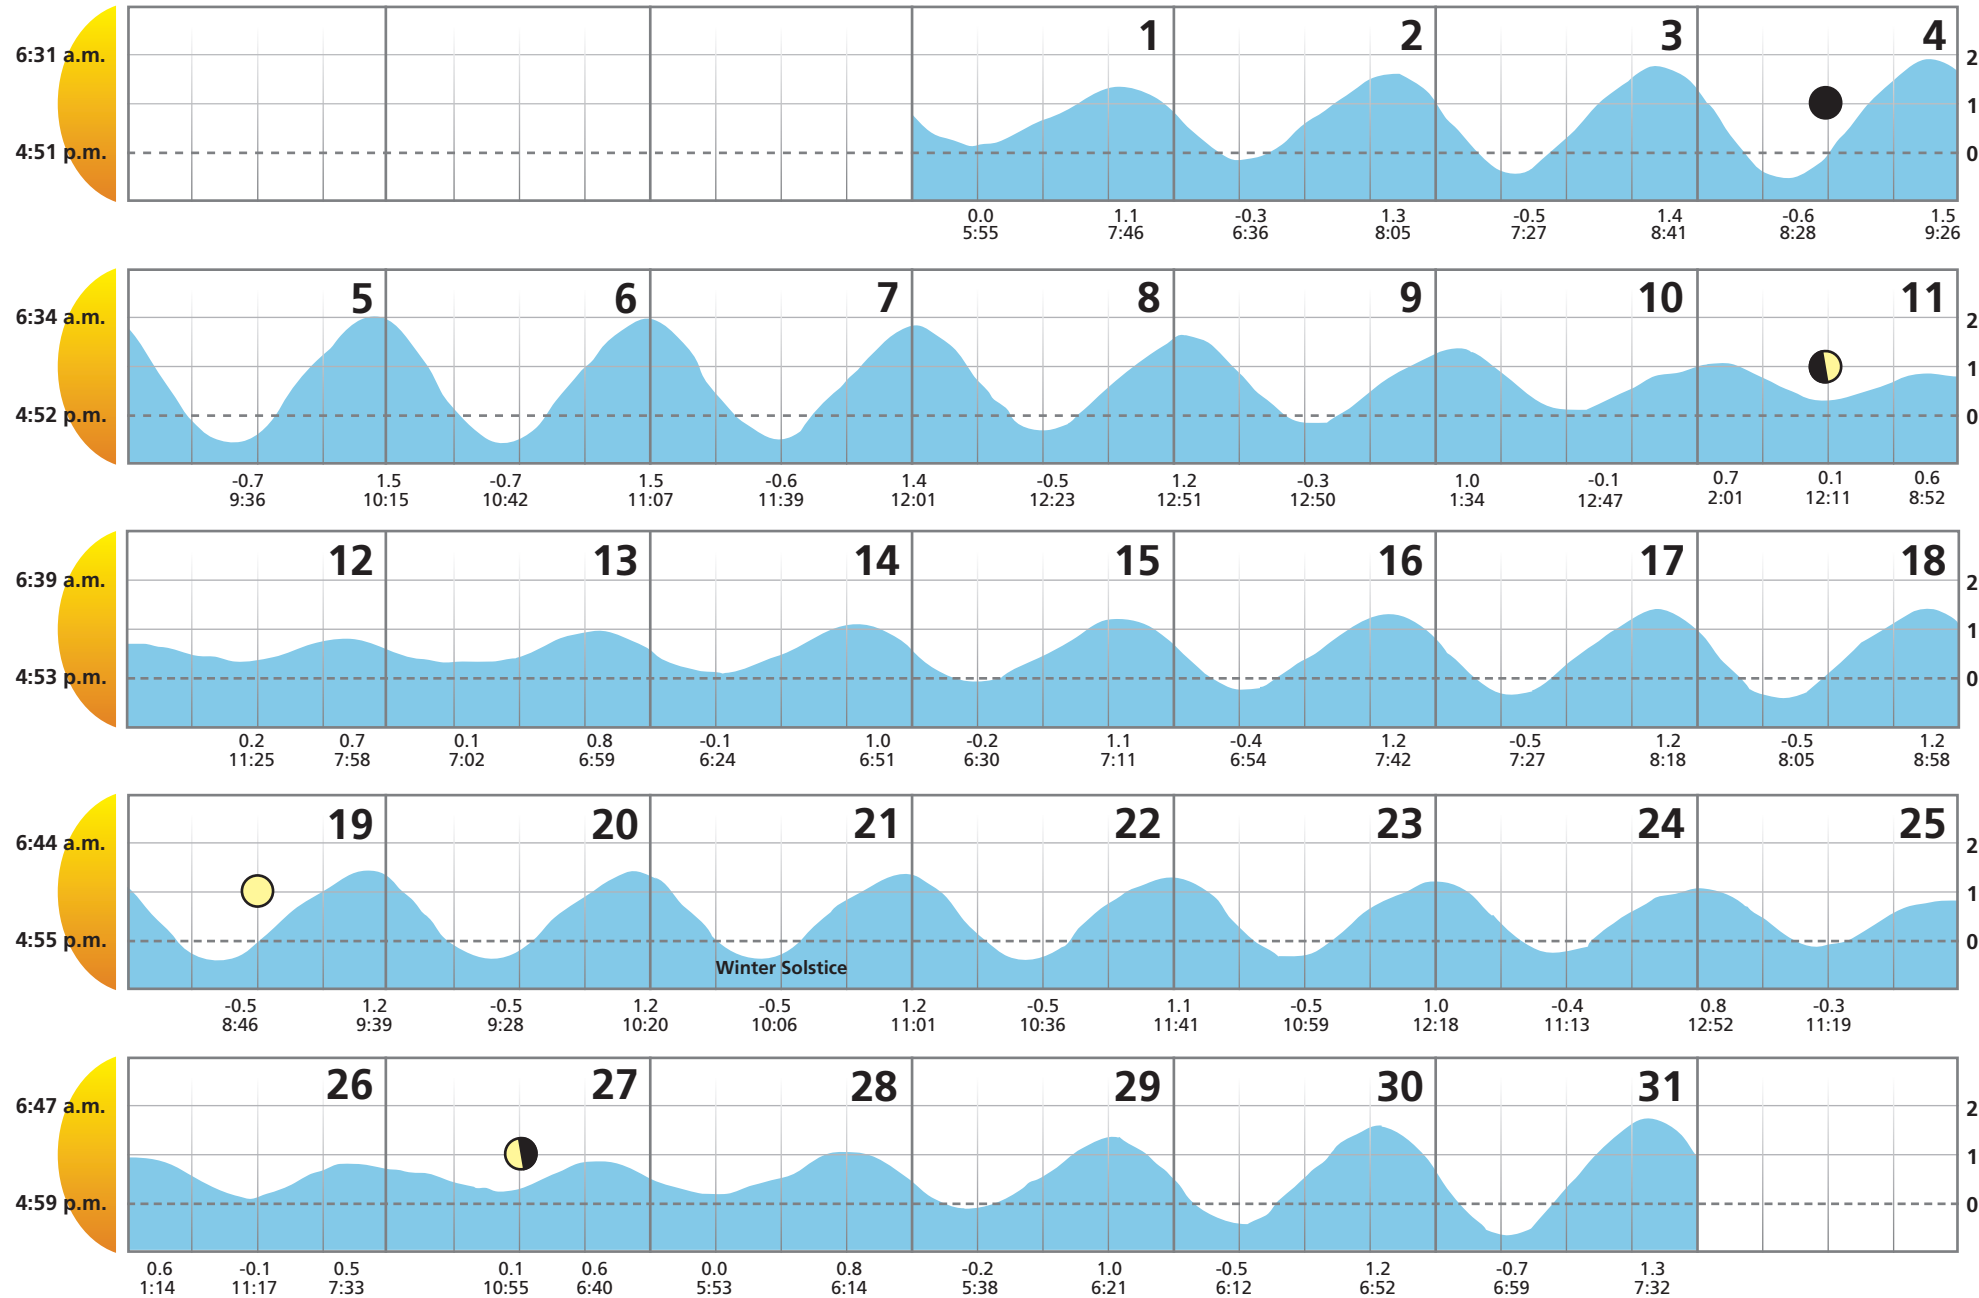 1 2 3 4
6:31 a.m. 2
1
4:51 p.m. 0
0.0 1.1 -0.3 1.3 -0.5 1.4 -0.6 1.5
5:55 7:46 6:36 8:05 7:27 8:41 8:28 9:26
5 6 7 8 9 10 11
6:34 a.m. 2
1
4:52 p.m. 0
-0.7 1.5 -0.7 1.5 -0.6 1.4 -0.5 1.2 -0.3 1.0 -0.1 0.7 0.1 0.6
9:36 10:15 10:42 11:07 11:39 12:01 12:23 12:51 12:50 1:34 12:47 2:01 12:11 8:52
12 13 14 15 16 17 18
6:39 a.m. 2
1
4:53 p.m. 0
0.2 0.7 0.1 0.8 -0.1 1.0 -0.2 1.1 -0.4 1.2 -0.5 1.2 -0.5 1.2
11:25 7:58 7:02 6:59 6:24 6:51 6:30 7:11 6:54 7:42 7:27 8:18 8:05 8:58
19 20 21 22 23 24 25
6:44 a.m. 2
1
4:55 p.m. 0
Winter Solstice
-0.5 1.2 -0.5 1.2 -0.5 1.2 -0.5 1.1 -0.5 1.0 -0.4 0.8 -0.3
8:46 9:39 9:28 10:20 10:06 11:01 10:36 11:41 10:59 12:18 11:13 12:52 11:19
26 27 28 29 30 31
6:47 a.m. 2
1
4:59 p.m. 0
0.6 -0.1 0.5 0.1 0.6 0.0 0.8 -0.2 1.0 -0.5 1.2 -0.7 1.3
1:14 11:17 7:33 10:55 6:40 5:53 6:14 5:38 6:21 6:12 6:52 6:59 7:32